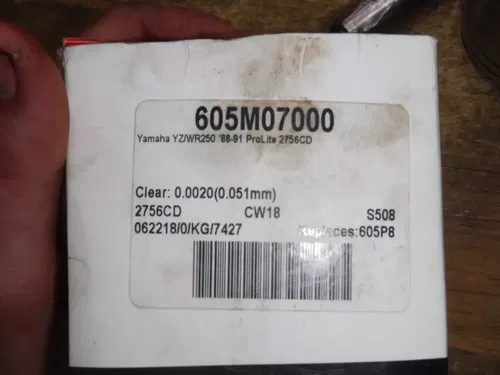 605M07000
Yamaha YZ/WR250 '88-91 ProLite 2756CD
Clear: 0.0020(0.051mm)
2756CD CW18 S508
062218/0/KG/7427 Replaces:605P8